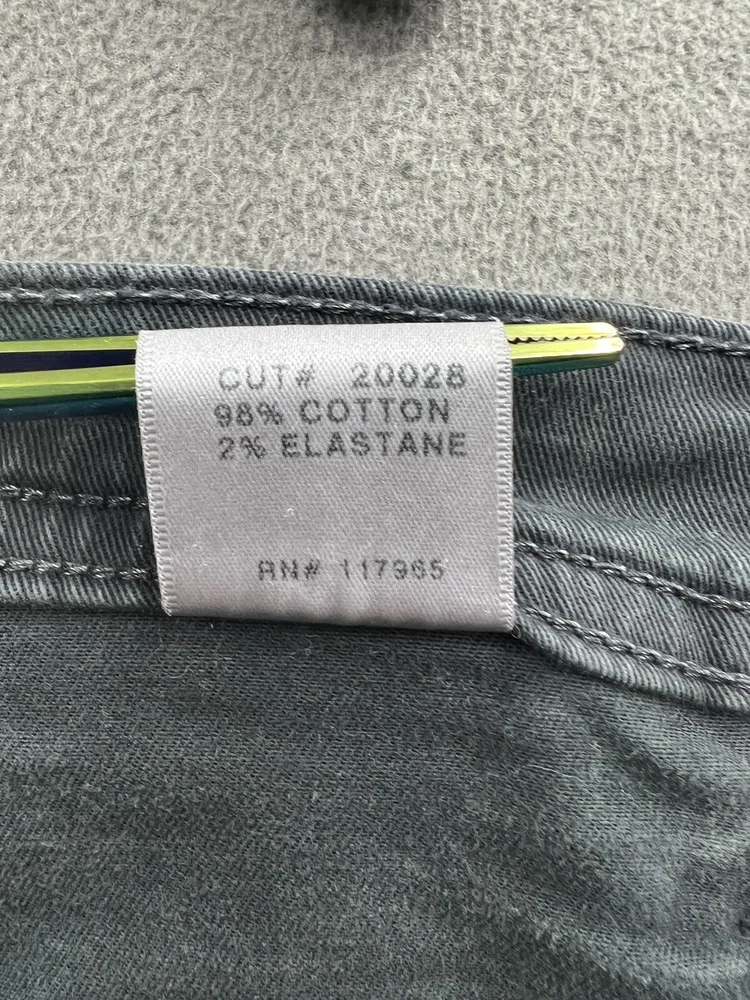 CUT# 20028
98% COTTON
2% ELASTANE
RN# 117965